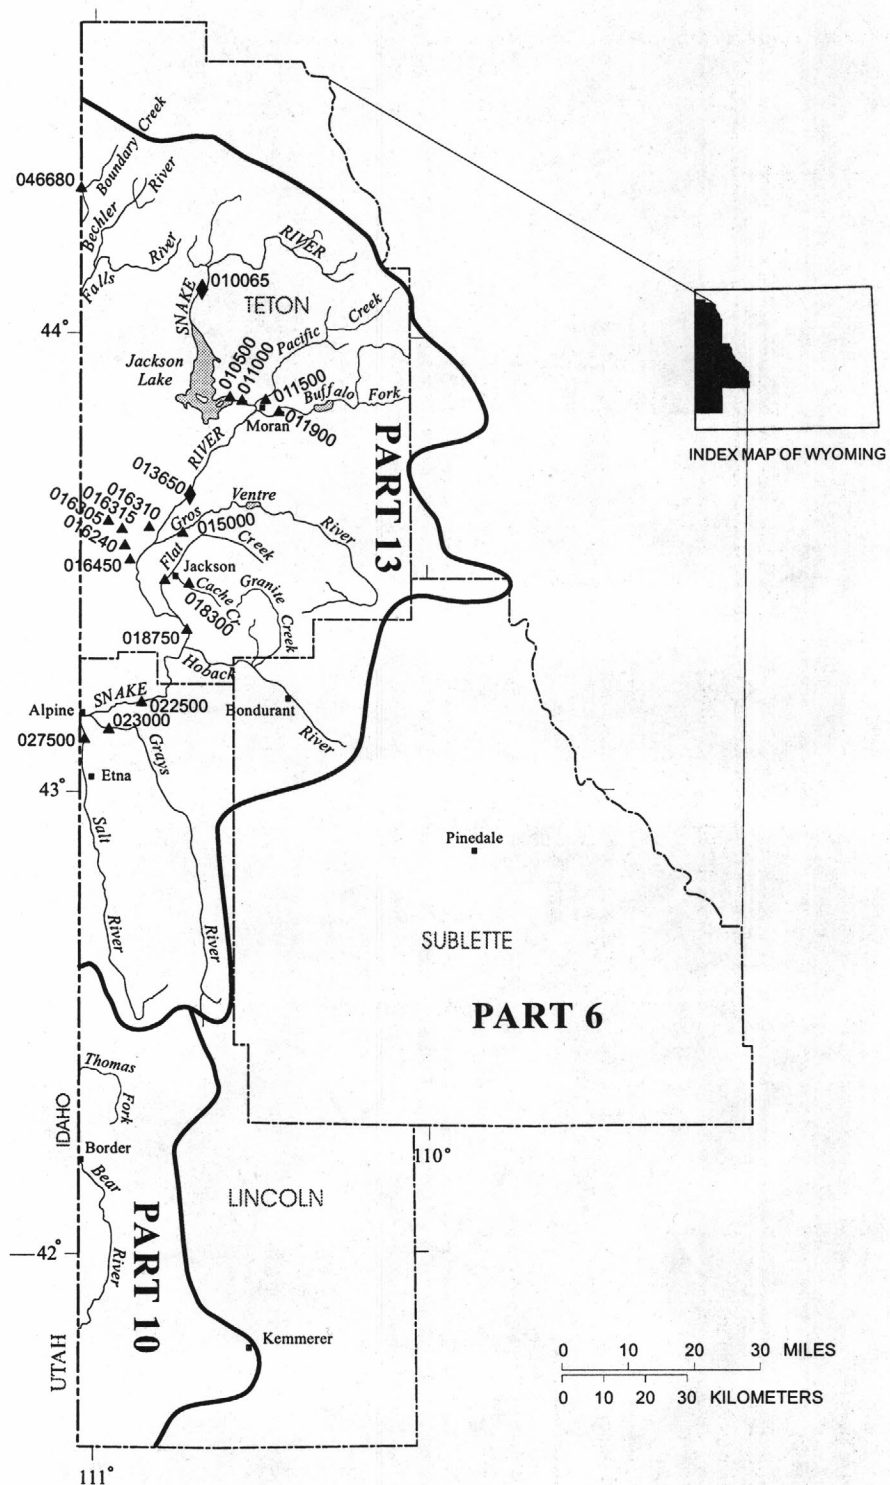 Boundary Creek
046680
Bechler River
Falls River
RIVER
010065
SNAKE
TETON
44°
Pacific Creek
Jackson
Lake
010500
011000
011500
Buffalo Fork
Moran
011900
RIVER
PART 13
013650
016310
016315
016305
016240
016450
Gros Ventre River
015000
Flat Creek
Jackson
Cache Cr.
Granite Creek
018300
018750
Hoback River
SNAKE
022500
Bondurant
Alpine
023000
027500
Grays River
Etna
43°
Salt River
Pinedale
SUBLETTE
PART 6
Thomas Fork
IDAHO
Border
110°
Bear River
LINCOLN
PART 10
42°
UTAH
Kemmerer
111°
INDEX MAP OF WYOMING
0 10 20 30 MILES
0 10 20 30 KILOMETERS